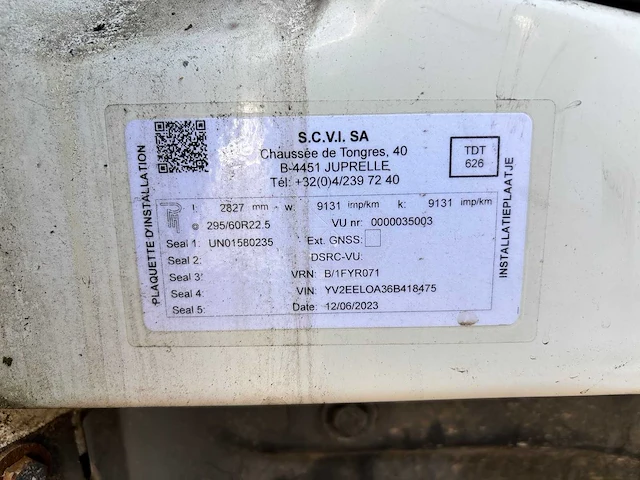 S.C.V.I. SA
Chaussée de Tongres, 40
B-4451 JUPRELLE
Tél: +32(0)4/239 72 40
TDT
626
PLAQUETTE D'INSTALLATION
l: 2827 mm - w: 9131 imp/km k: 9131 imp/km
295/60R22.5 VU nr: 0000035003
Seal 1: UN01580235 Ext. GNSS:
Seal 2: DSRC-VU:
Seal 3: VRN: B/1FYR071
Seal 4: VIN: YV2EELOA36B418475
Seal 5: Date: 12/06/2023
INSTALLATIEPLAATJE